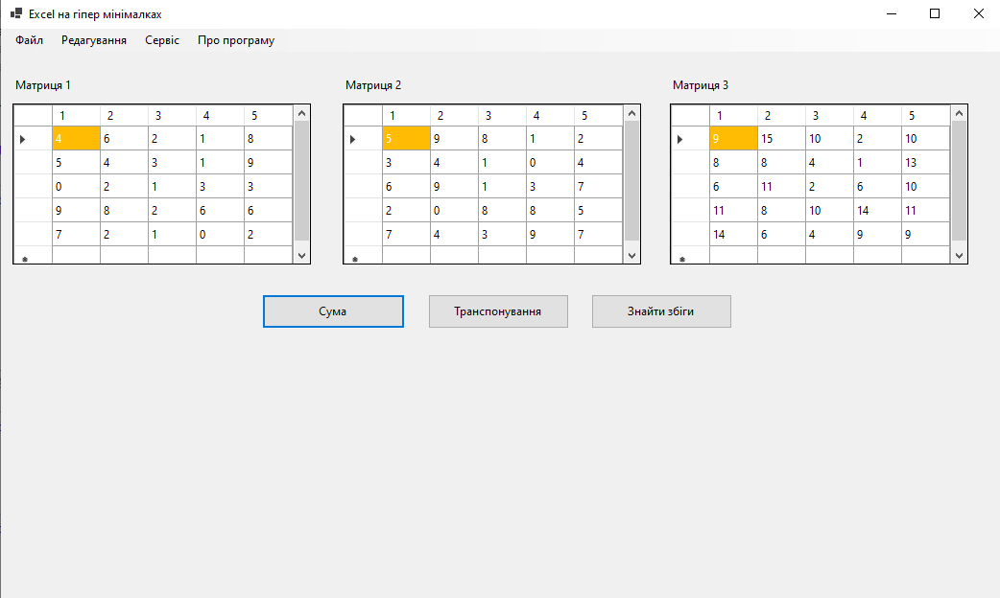 Excel на гіпер мінімалках
Файл Редагування Сервіс Про програму
Матриця 1 Матриця 2 Матриця 3
1 2 3 4 5 1 2 3 4 5 1 2 3 4 5
4 6 2 1 8 5 9 8 1 2 9 15 10 2 10
5 4 3 1 9 3 4 1 0 4 8 8 4 1 13
0 2 1 3 3 6 9 1 3 7 6 11 2 6 10
9 8 2 6 6 2 0 8 8 5 11 8 10 14 11
7 2 1 0 2 7 4 3 9 7 14 6 4 9 9
Сума Транспонування Знайти збіги